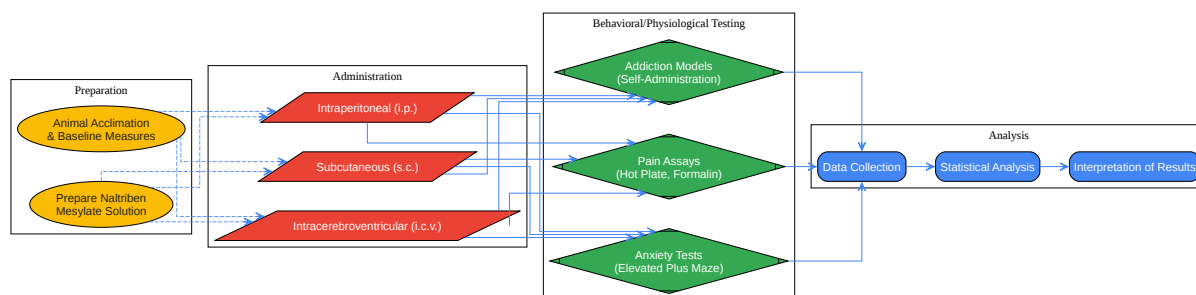 Preparation
Animal Acclimation
& Baseline Measures
Prepare Naltriben
Mesylate Solution
Administration
Intraperitoneal (i.p.)
Subcutaneous (s.c.)
Intracerebroventricular (i.c.v.)
Behavioral/Physiological Testing
Addiction Models
(Self-Administration)
Pain Assays
(Hot Plate, Formalin)
Anxiety Tests
(Elevated Plus Maze)
Analysis
Data Collection
Statistical Analysis
Interpretation of Results